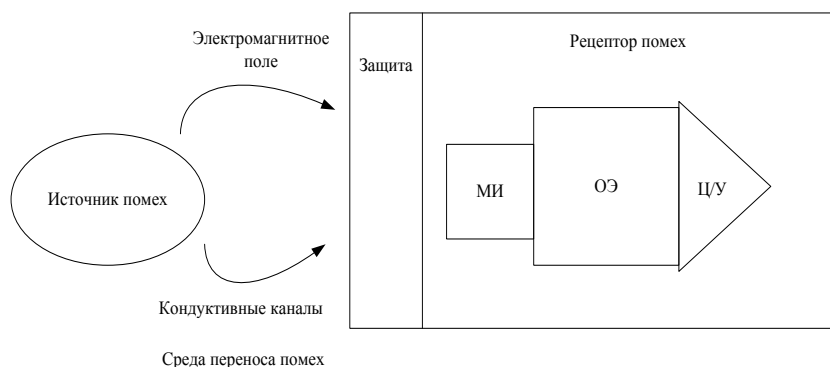 Электромагнитное
поле
Защита
Рецептор помех
Источник помех
МИ
ОЭ
Ц/У
Кондуктивные каналы
Среда переноса помех